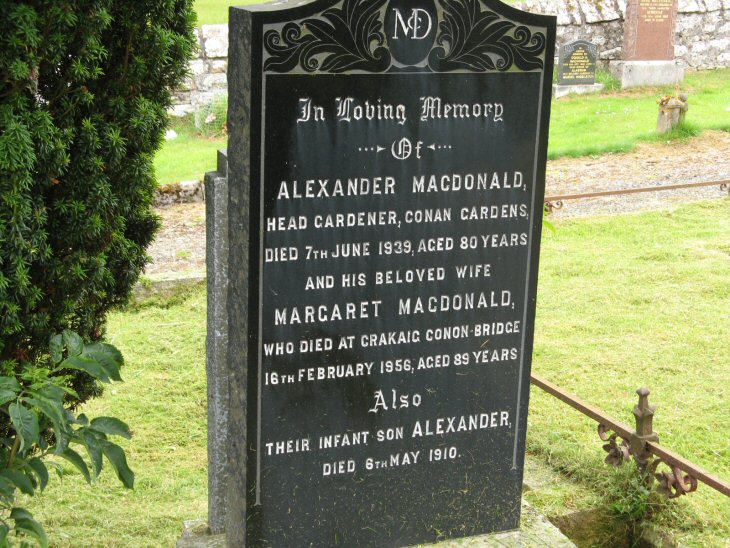 McD
In Loving Memory
Of
ALEXANDER MACDONALD,
HEAD GARDENER, CONAN GARDENS,
DIED 7TH JUNE 1939, AGED 80 YEARS
AND HIS BELOVED WIFE
MARGARET MACDONALD,
WHO DIED AT CRAKAIG CONON-BRIDGE
16TH FEBRUARY 1956, AGED 89 YEARS
Also
THEIR INFANT SON ALEXANDER,
DIED 6TH MAY 1910.